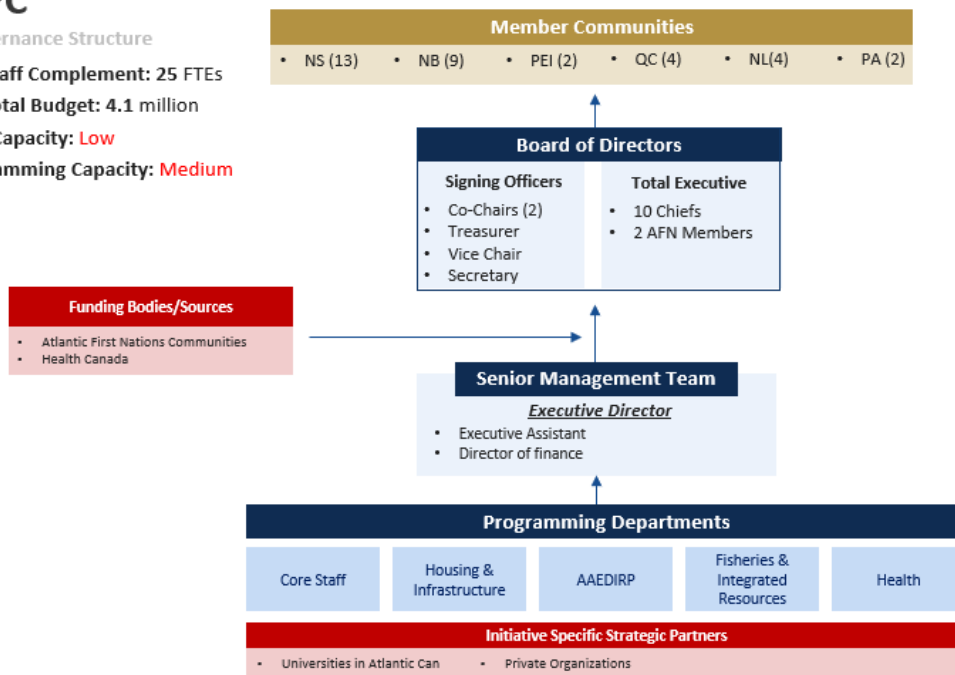 PC
ernance Structure
aff Complement: 25 FTEs
otal Budget: 4.1 million
Capacity: Low
amming Capacity: Medium
Member Communities
• NS (13) • NB (9) • PEI (2) • QC (4) • NL(4) • PA (2)
Board of Directors
Signing Officers
• Co-Chairs (2)
• Treasurer
• Vice Chair
• Secretary
Total Executive
• 10 Chiefs
• 2 AFN Members
Funding Bodies/Sources
• Atlantic First Nations Communities
• Health Canada
Senior Management Team
Executive Director
• Executive Assistant
• Director of finance
Programming Departments
Core Staff
Housing &
Infrastructure
AAEDIRP
Fisheries &
Integrated
Resources
Health
Initiative Specific Strategic Partners
• Universities in Atlantic Can • Private Organizations